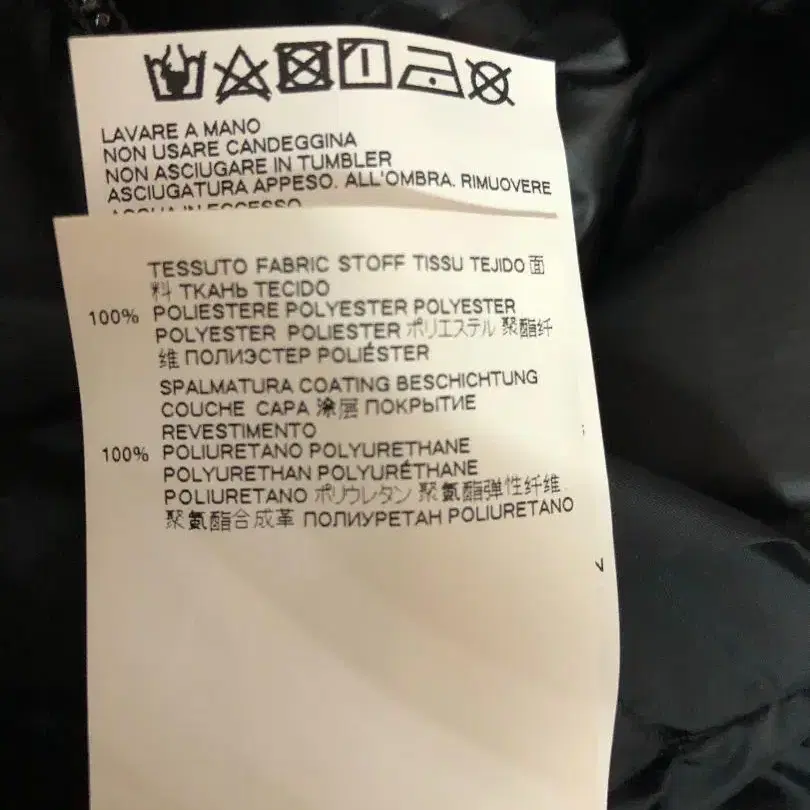 LAVARE A MANO
NON USARE CANDEGGINA
NON ASCIUGARE IN TUMBLER
ASCIUGATURA APPESO. ALL'OMBRA. RIMUOVERE
ACQUA IN ECCESSO
TESSUTO FABRIC STOFF TISSU TEJIDO 面
料 ТКАНЬ TECIDO
100% POLIESTERE POLYESTER POLYESTER
POLYESTER POLIESTER ポリエステル 聚酯纤
维 ПОЛИЭСТЕР POLIÉSTER
SPALMATURA COATING BESCHICHTUNG
COUCHE CAPA 涂层 ПОКРЫТИЕ
REVESTIMENTO
100% POLIURETANO POLYURETHANE
POLYURETHAN POLYURÉTHANE
POLIURETANO ポリウレタン 聚氨酯弹性纤维
聚氨酯合成革 ПОЛИУРЕТАН POLIURETANO